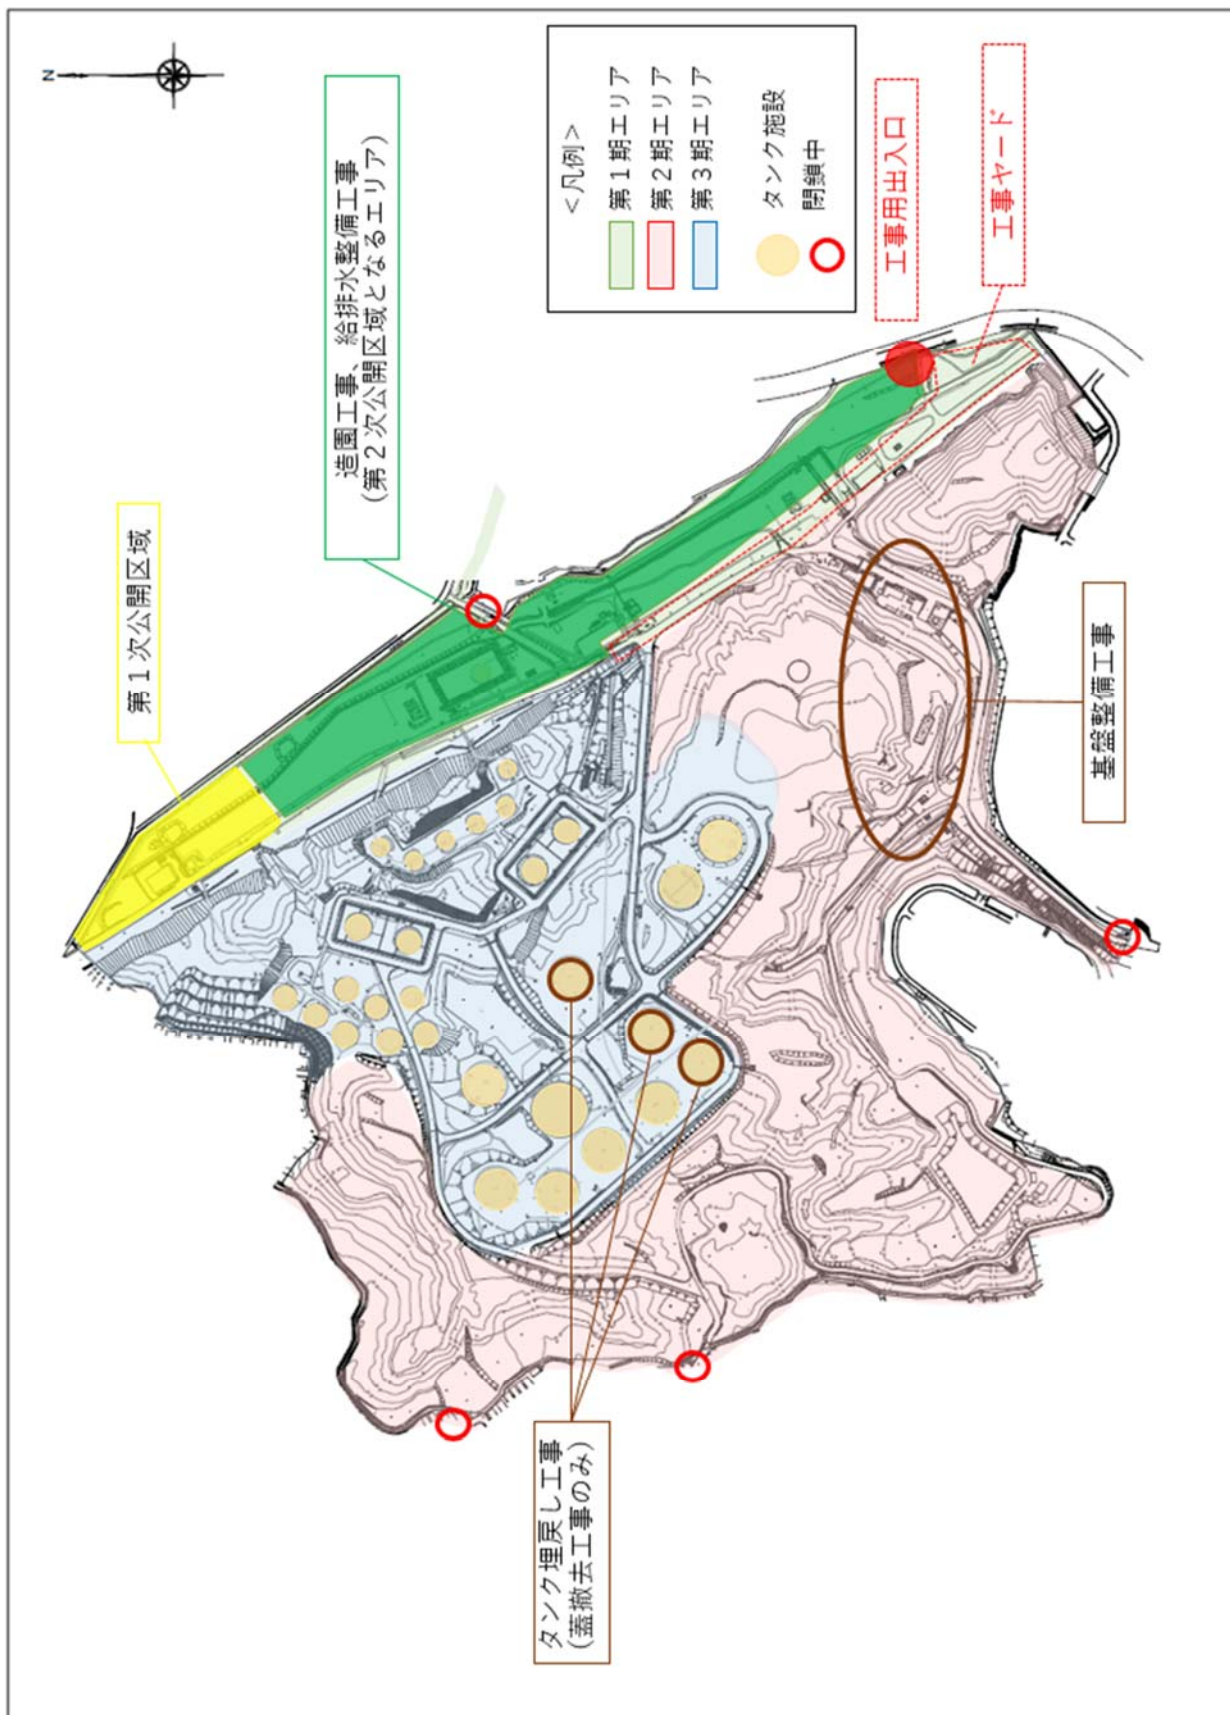 N
第１次公開区域
造園工事、給排水整備工事
(第２次公開区域となるエリア)
＜凡例＞
第１期エリア
第２期エリア
第３期エリア
タンク施設
閉鎖中
工事用出入口
工事ヤード
基盤整備工事
タンク埋戻し工事
(蓋撤去工事のみ)